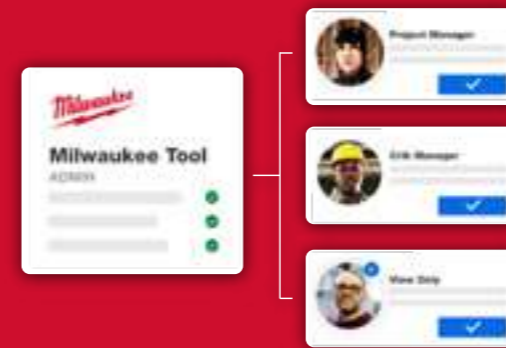 Milwaukee
Milwaukee Tool
ADMIN
Project Manager
Crib Manager
View Only